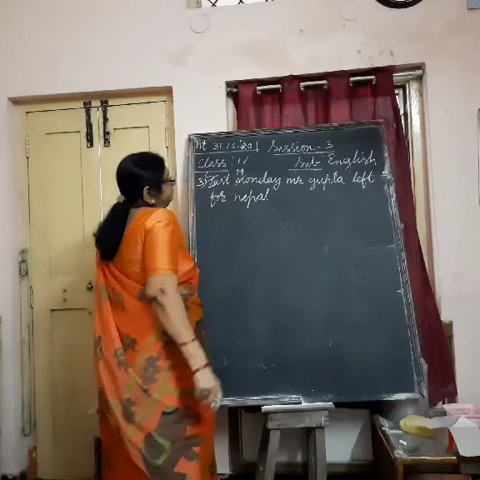 Dt 31.10.20 Session - 3
Class : IV Sub- English
3) Last Monday mr gupta left
for nepal